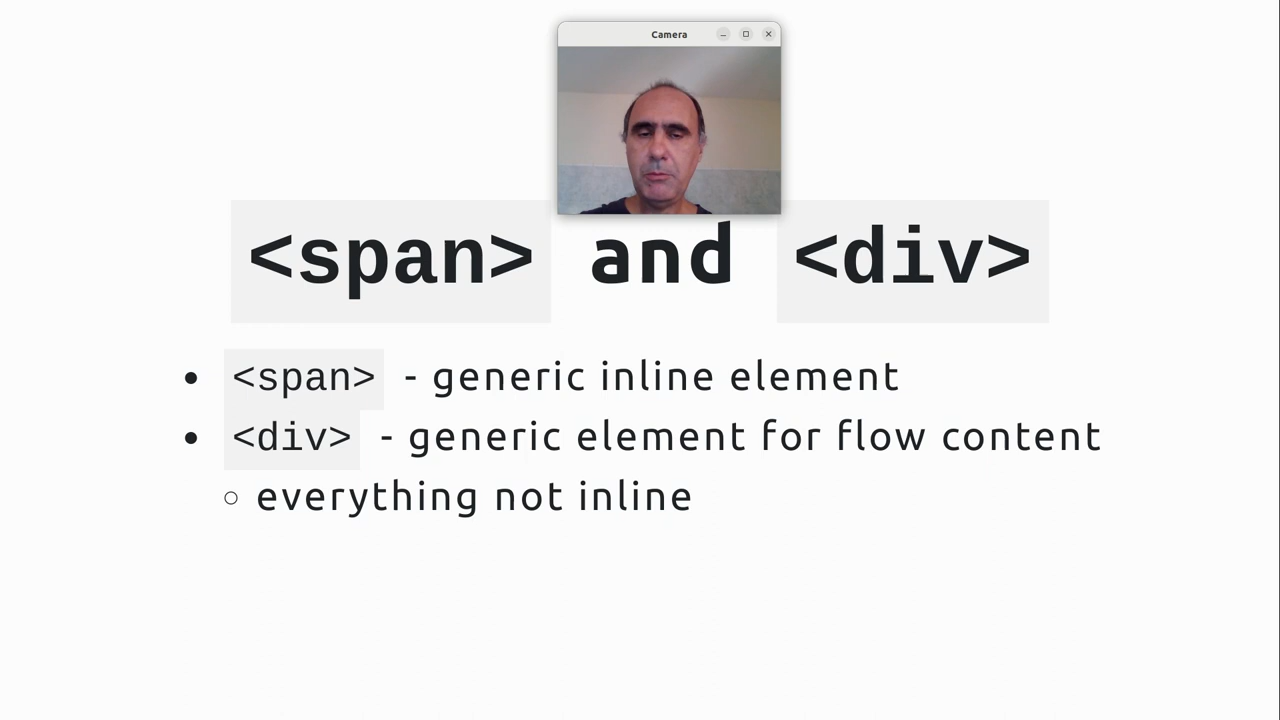 Camera
<span> and <div>
• <span> - generic inline element
• <div> - generic element for flow content
◦ everything not inline